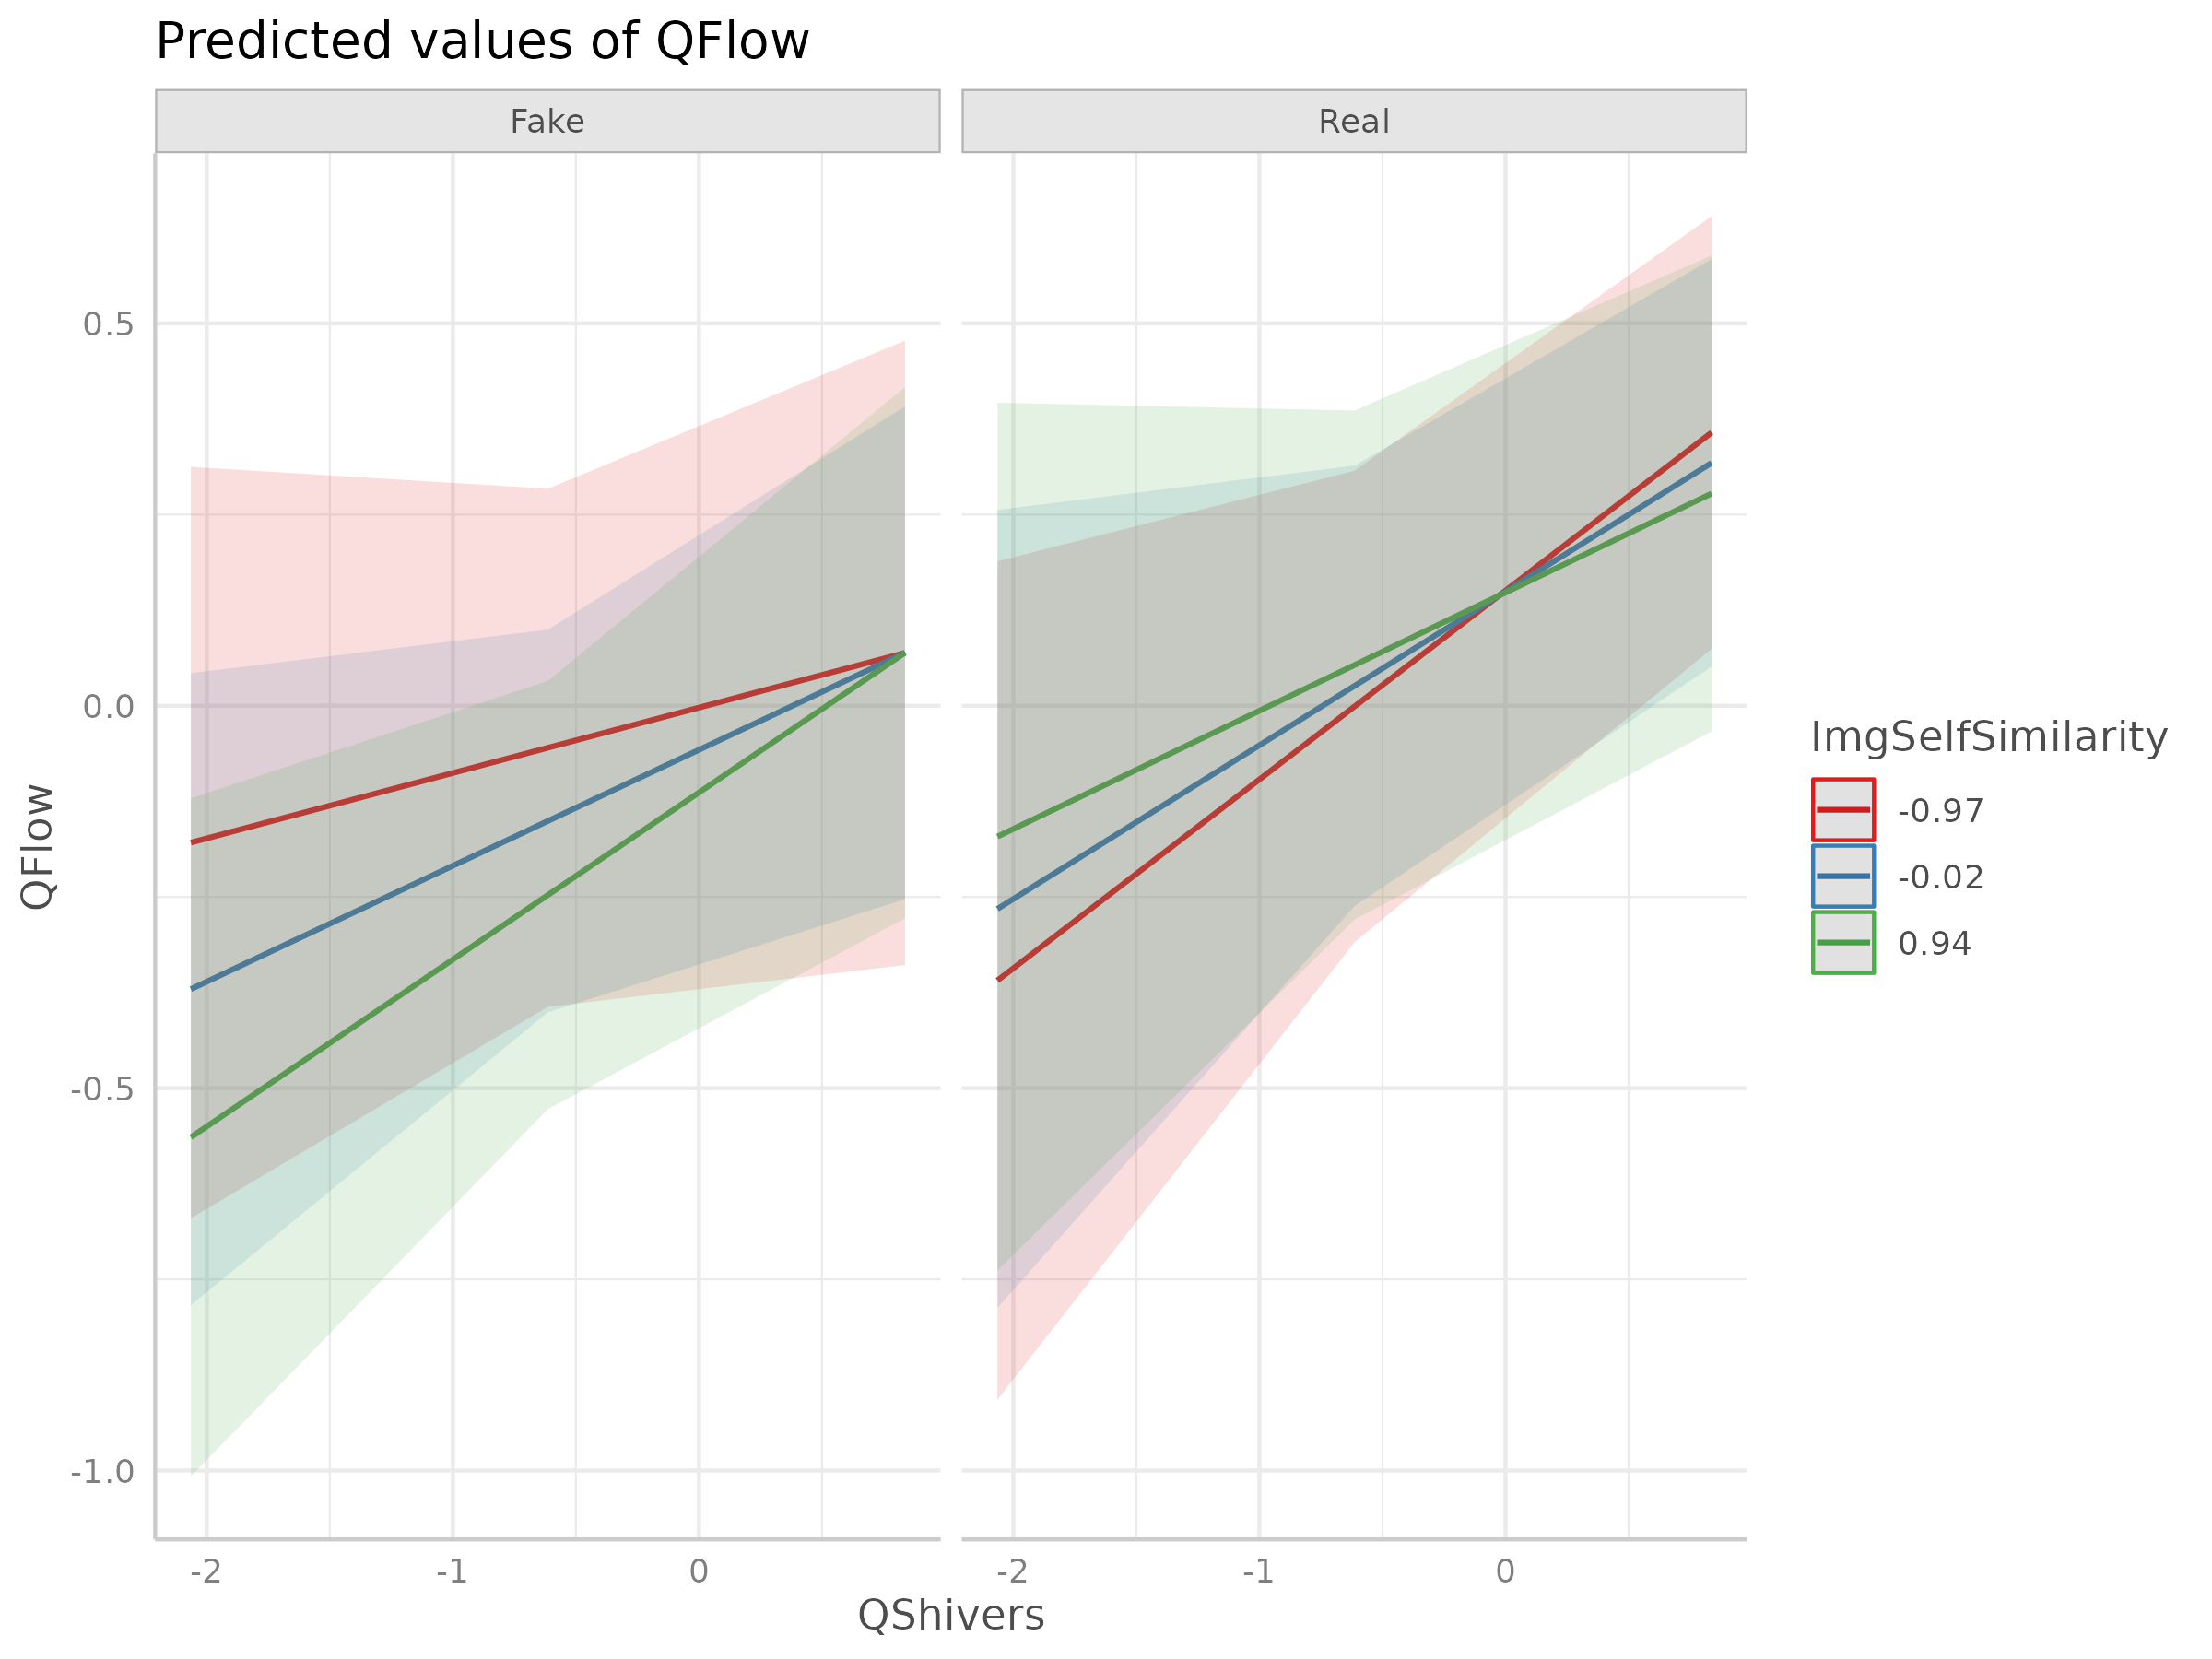 Predicted values of QFlow
Fake
Real
0.5
0.0
-0.5
-1.0
QFlow
-2
-1
0
-2
-1
0
QShivers
ImgSelfSimilarity
-0.97
-0.02
0.94